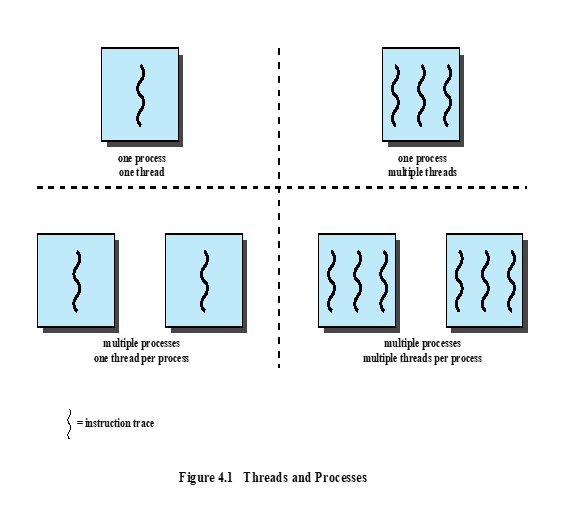 one process
one thread
one process
multiple threads
multiple processes
one thread per process
multiple processes
multiple threads per process
= instruction trace
Figure 4.1 Threads and Processes